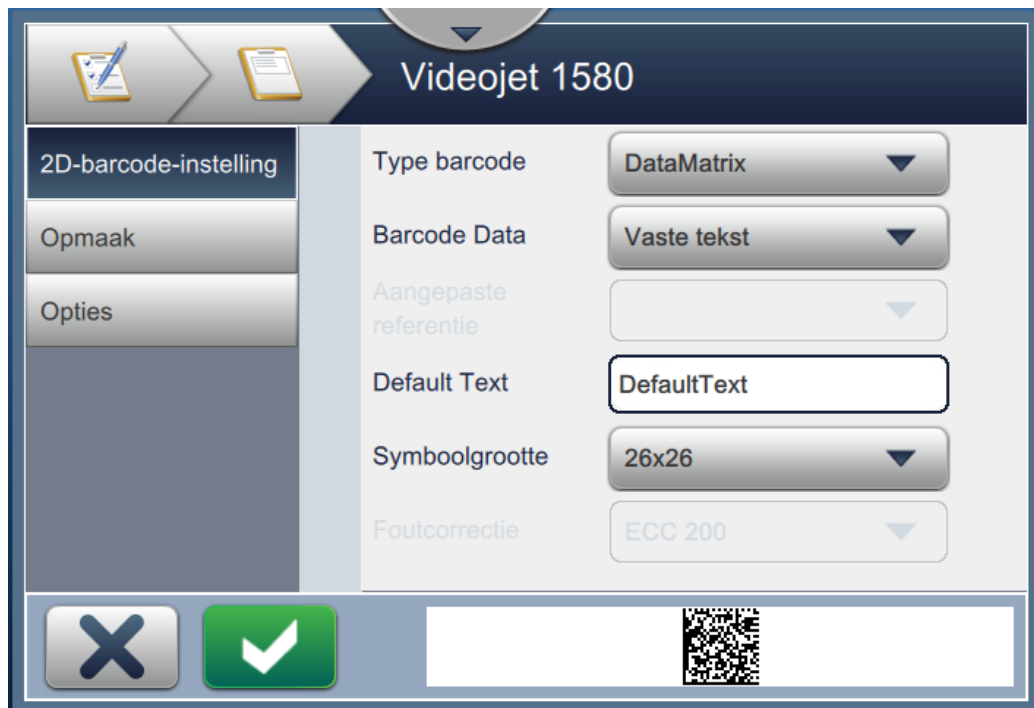 Videojet 1580
2D-barcode-instelling
Opmaak
Opties
Type barcode
DataMatrix
Barcode Data
Vaste tekst
Aangepaste
referentie
Default Text
DefaultText
Symboolgrootte
26x26
Foutcorrectie
ECC 200